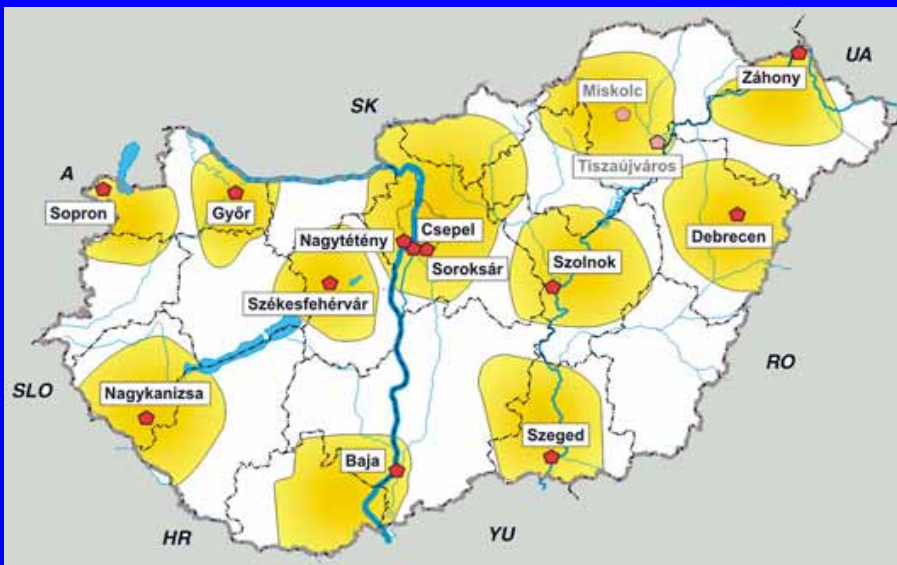 UA
Záhony
Miskolc
SK
Tiszaújváros
A
Sopron
Győr
Nagytétény
Csepel
Debrecen
Soroksár
Szolnok
Székesfehérvár
RO
SLO
Nagykanizsa
Szeged
Baja
HR
YU